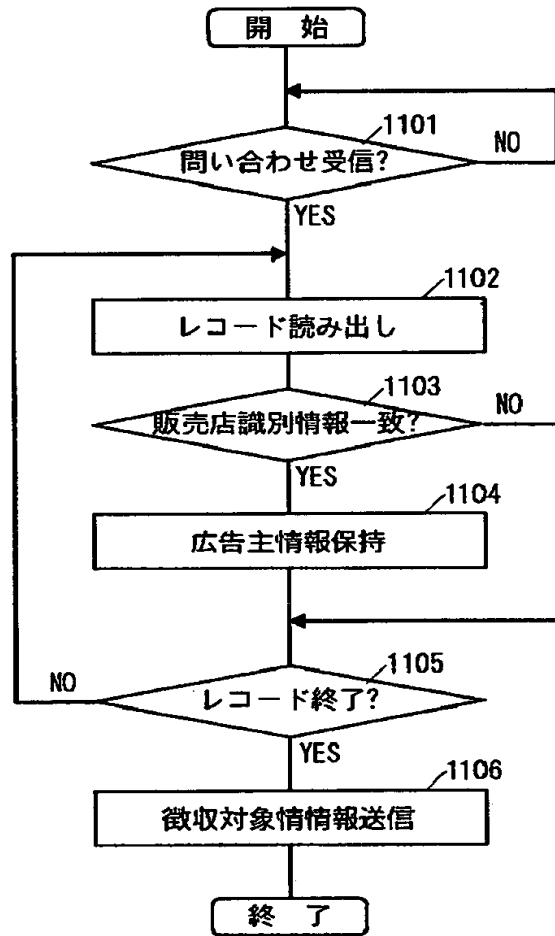 開 始
1101
問い合わせ受信?
NO
YES
1102
レコード読み出し
1103
販売店識別情報一致?
NO
YES
1104
広告主情報保持
1105
NO
レコード終了?
YES
1106
徴収対象情情報送信
終 了